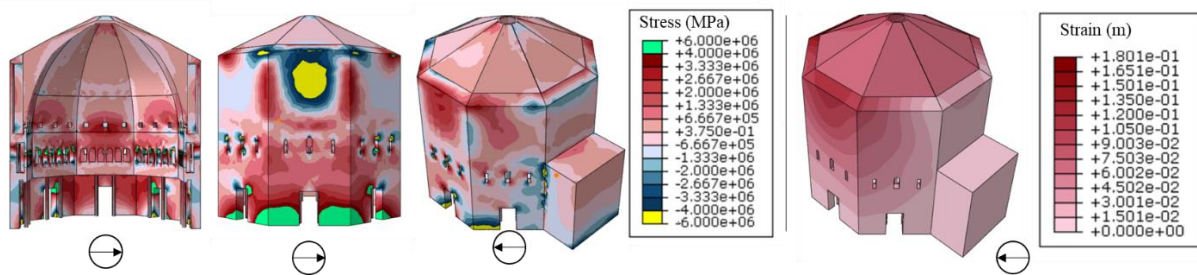 Stress (MPa)
+6.000e+06
+4.000e+06
+3.333e+06
+2.667e+06
+2.000e+06
+1.333e+06
+6.667e+05
+3.750e-01
-6.667e+05
-1.333e+06
-2.000e+06
-2.667e+06
-3.333e+06
-4.000e+06
-6.000e+06
Strain (m)
+1.801e-01
+1.651e-01
+1.501e-01
+1.350e-01
+1.200e-01
+1.050e-01
+9.003e-02
+7.503e-02
+6.002e-02
+4.502e-02
+3.001e-02
+1.501e-02
+0.000e+00